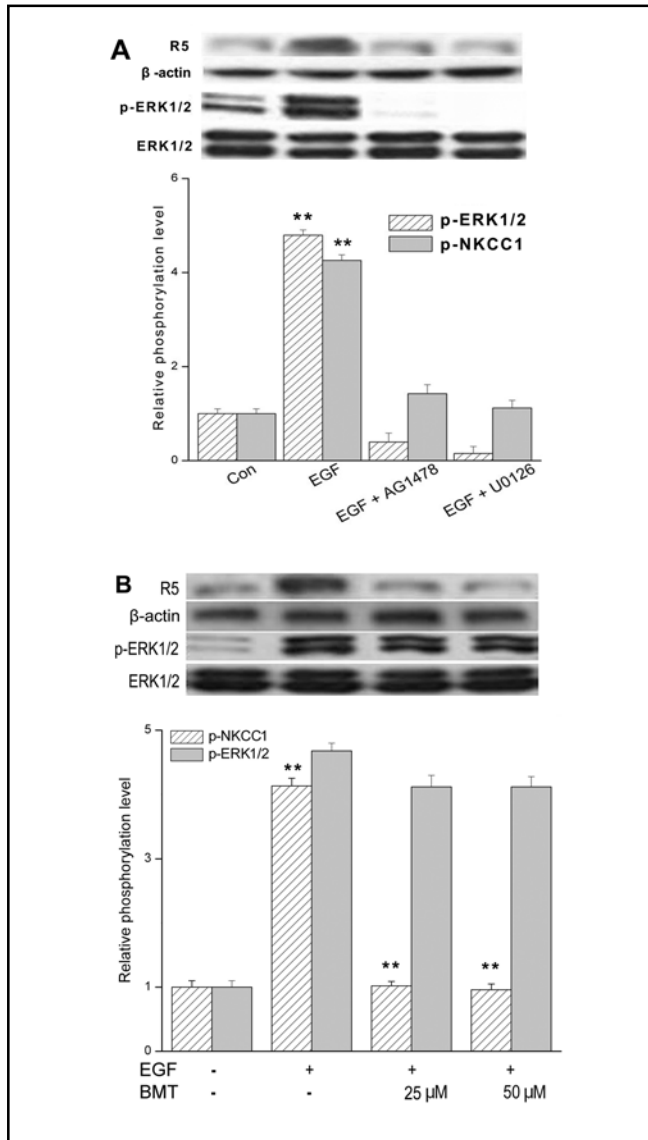 A
R5
β -actin
p-ERK1/2
ERK1/2
6
4
2
0
Relative phosphorylation level
** **
p-ERK1/2
p-NKCC1
Con
EGF
EGF + AG1478
EGF + U0126
B
R5
β-actin
p-ERK1/2
ERK1/2
5
3
1
0
Relative phosphorylation level
p-NKCC1
p-ERK1/2
**
** **
EGF - + + +
BMT - - 25 μM 50 μM